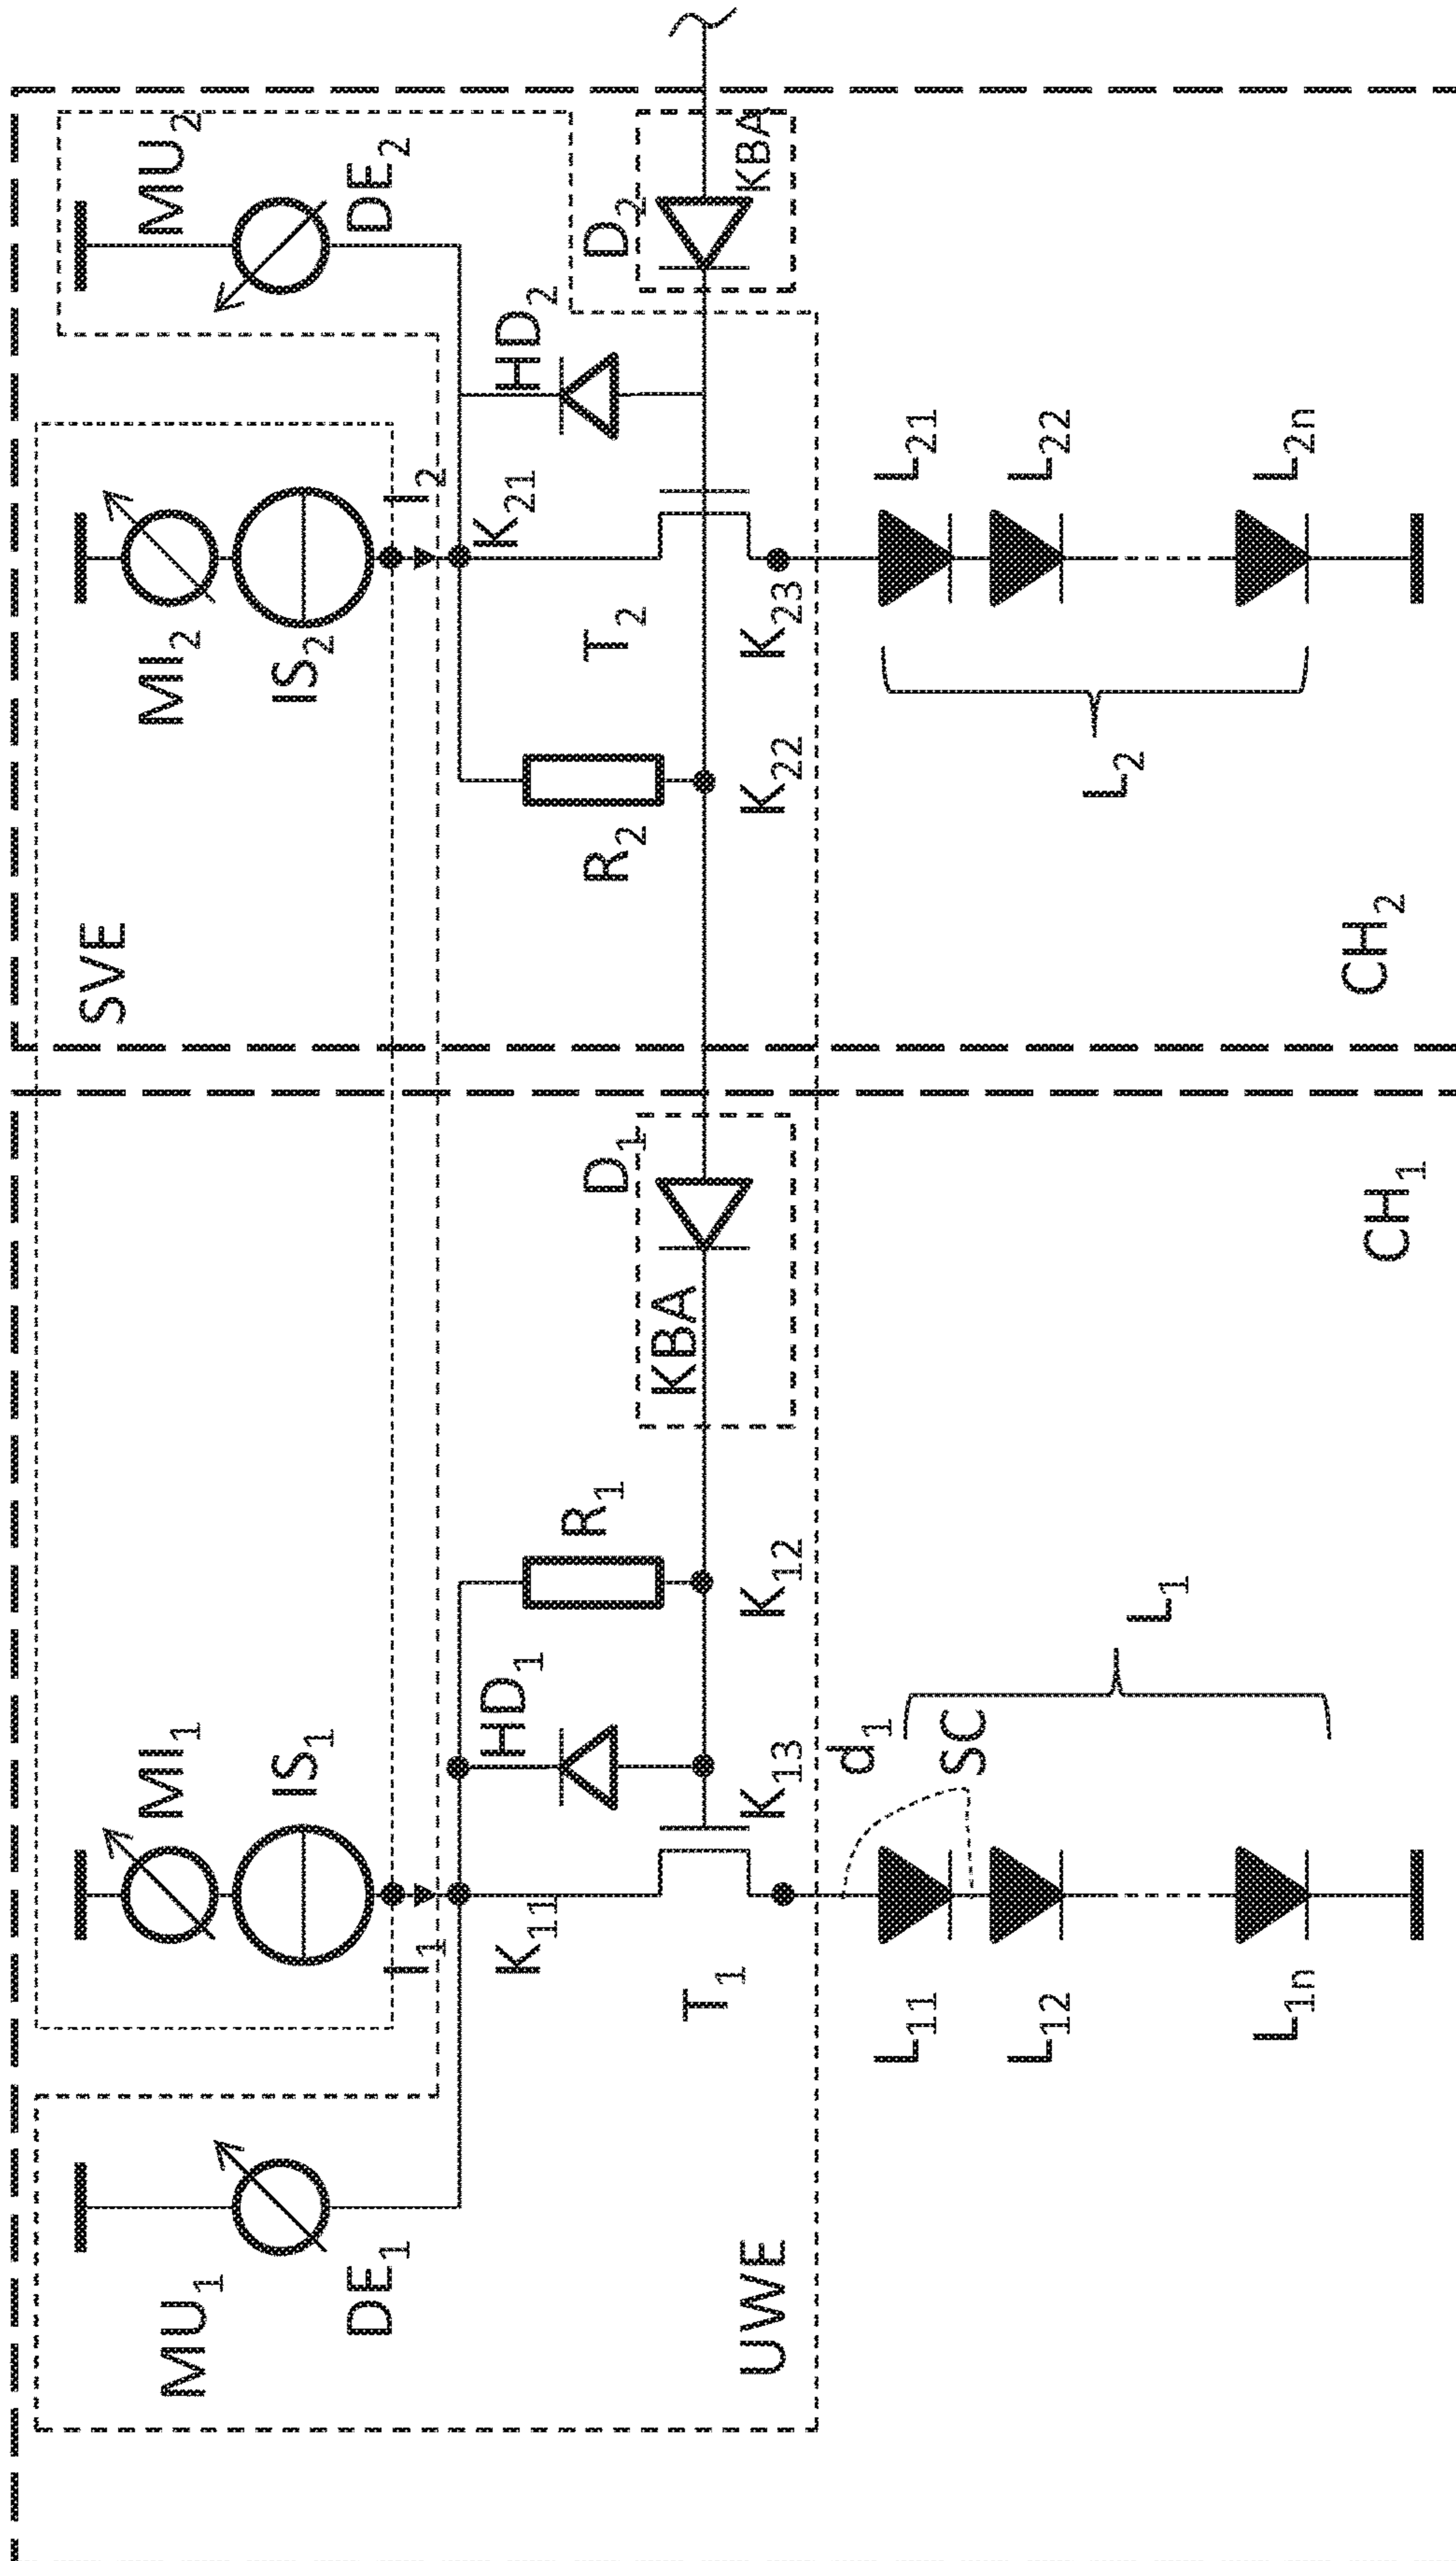 MU₁
DE₁
MI₁
IS₁
I₁
K₁₁
HD₁
R₁
T₁
K₁₃
K₁₂
KBA
D₁
UWE
d₁
SC
L₁₁
L₁₂
L₁ₙ
L₁
CH₁
SVE
MI₂
IS₂
I₂
K₂₁
MU₂
DE₂
HD₂
R₂
T₂
K₂₂
K₂₃
D₂
KBA
L₂₁
L₂₂
L₂ₙ
L₂
CH₂